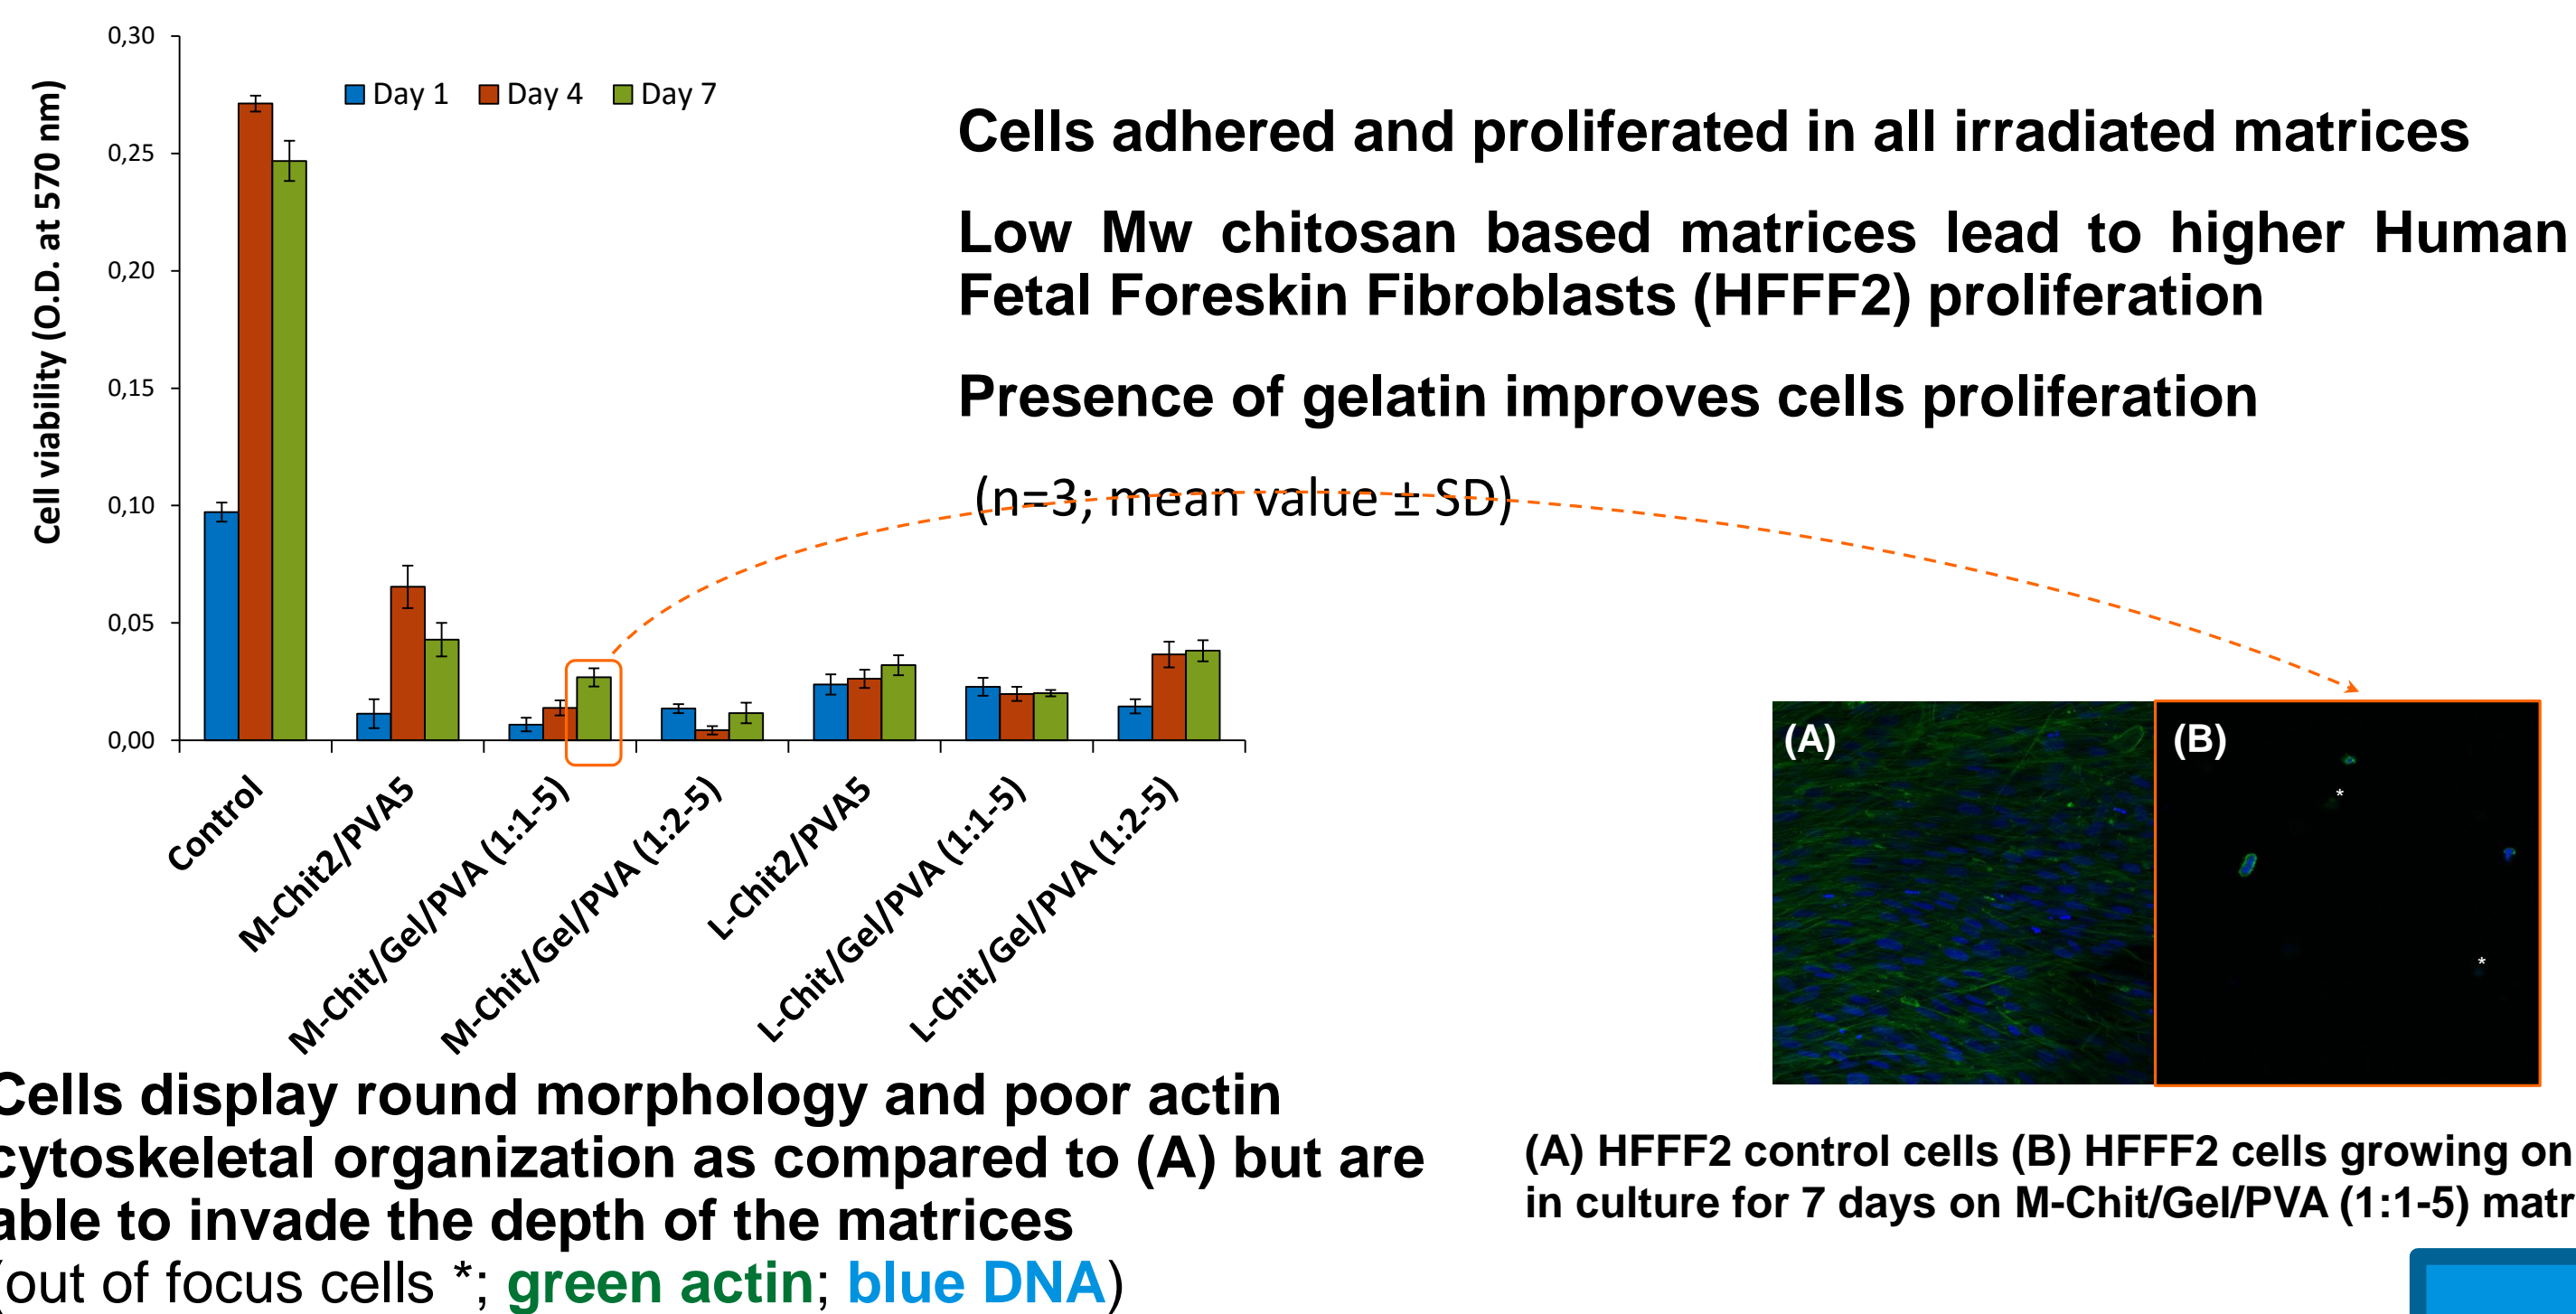 0,30
0,25
0,20
0,15
0,10
0,05
0,00
Cell viability (O.D. at 570 nm)
Day 1 Day 4 Day 7
Control
M-Chit2/PVA5
M-Chit/Gel/PVA (1:1-5)
M-Chit/Gel/PVA (1:2-5)
L-Chit2/PVA5
L-Chit/Gel/PVA (1:1-5)
L-Chit/Gel/PVA (1:2-5)
Cells adhered and proliferated in all irradiated matrices
Low Mw chitosan based matrices lead to higher Human
Fetal Foreskin Fibroblasts (HFFF2) proliferation
Presence of gelatin improves cells proliferation
(n=3; mean value ± SD)
(A)
(B)
*
*
Cells display round morphology and poor actin
cytoskeletal organization as compared to (A) but are
able to invade the depth of the matrices
(out of focus cells *; green actin; blue DNA)
(A) HFFF2 control cells (B) HFFF2 cells growing on
in culture for 7 days on M-Chit/Gel/PVA (1:1-5) matr